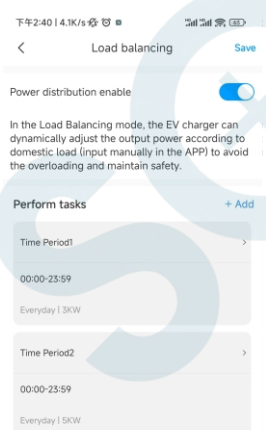 下午2:40 | 4.1K/s
Load balancing
Save
Power distribution enable
In the Load Balancing mode, the EV charger can
dynamically adjust the output power according to
domestic load (input manually in the APP) to avoid
the overloading and maintain safety.
Perform tasks
+ Add
Time Period1
00:00-23:59
Everyday | 3KW
Time Period2
00:00-23:59
Everyday | 5KW